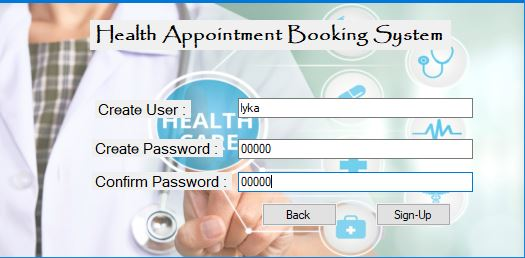 Health Appointment Booking System
Create User : lyka
HEALTH
CARE
Create Password : 00000
Confirm Password : 00000
Back Sign-Up